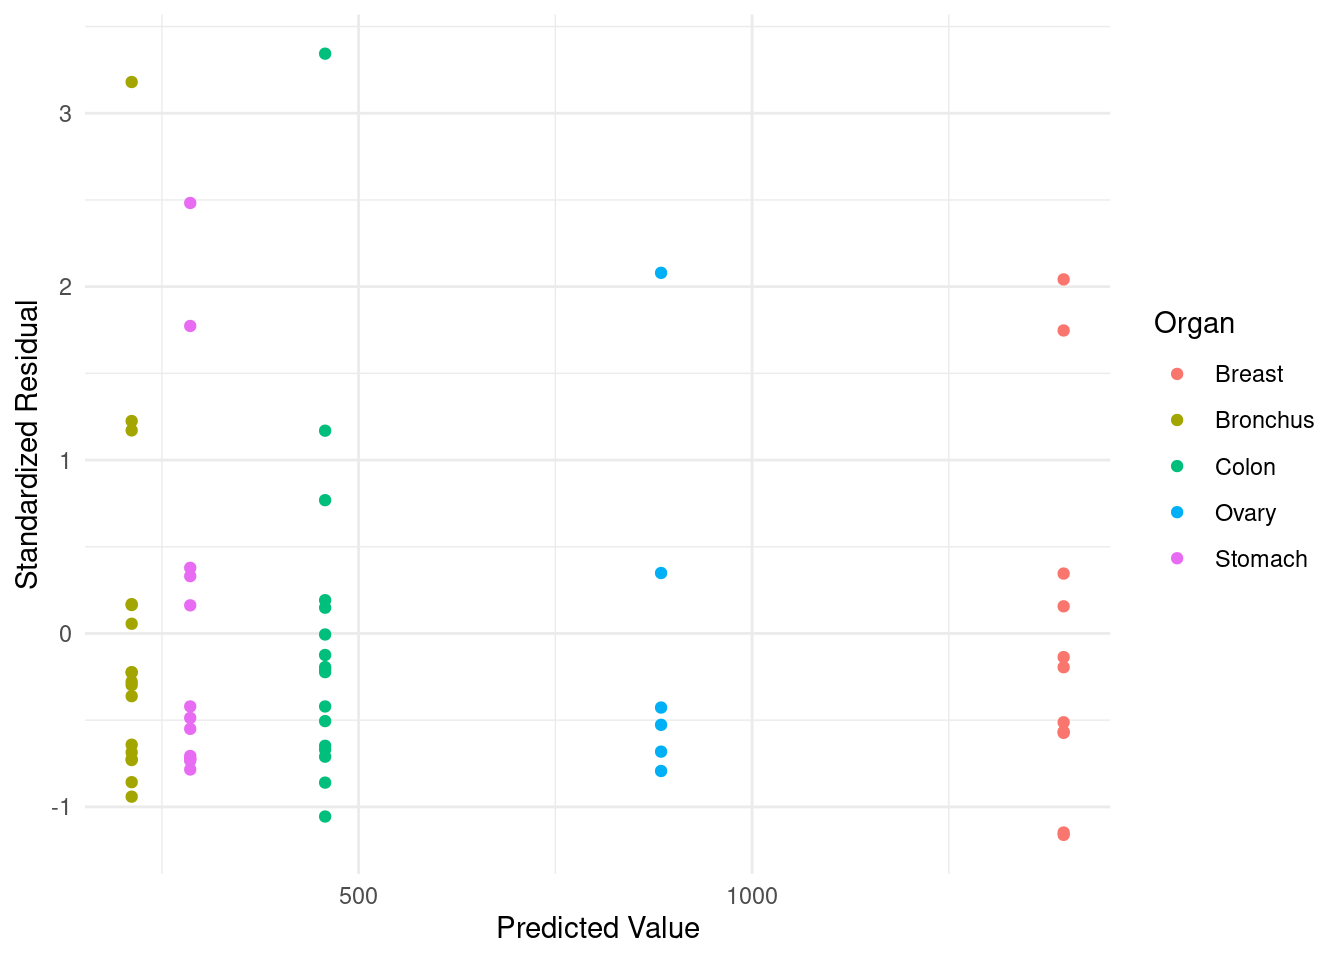 3
2
1
0
-1
500
1000
Predicted Value
Standardized Residual
Organ
Breast
Bronchus
Colon
Ovary
Stomach